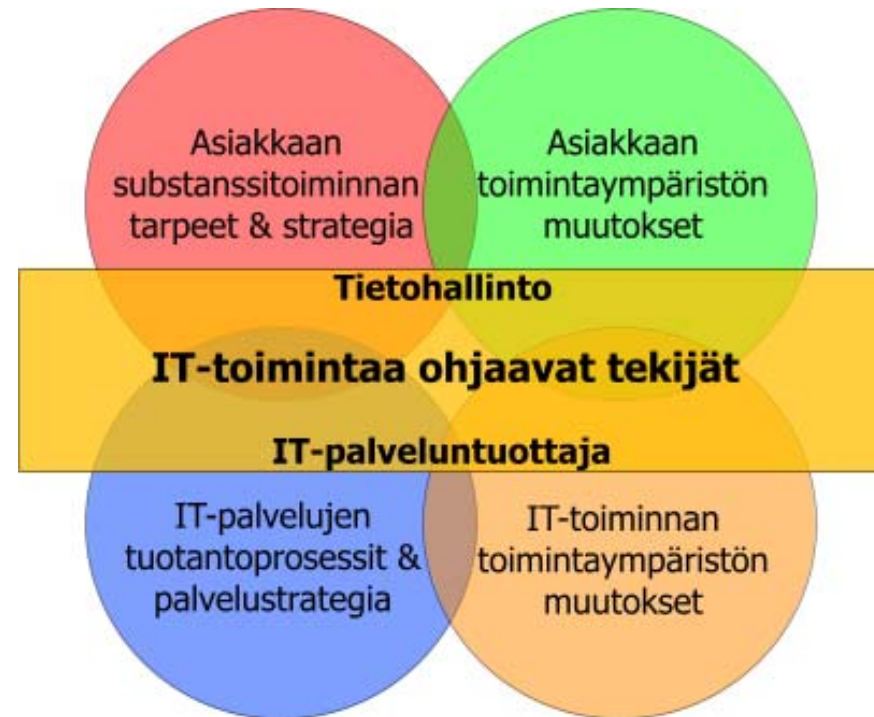 Asiakkaan
substanssitoiminnan
tarpeet & strategia
Asiakkaan
toimintaympäristön
muutokset
Tietohallinto
IT-toimintaa ohjaavat tekijät
IT-palveluntuottaja
IT-palvelujen
tuotantoprosessit &
palvelustrategia
IT-toiminnan
toimintaympäristön
muutokset